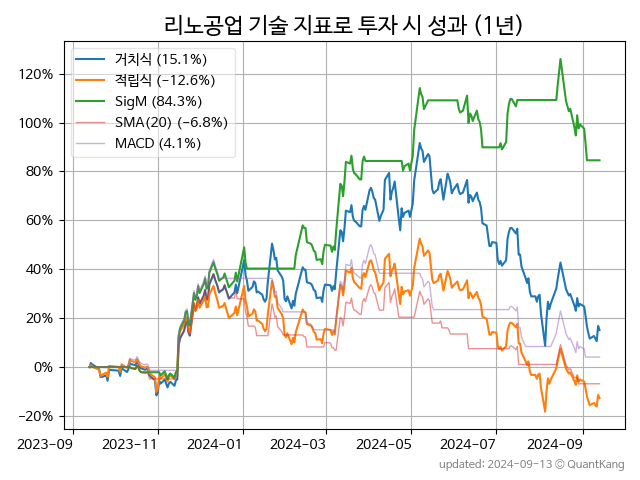 리노공업 기술 지표로 투자 시 성과 (1년)
거치식 (15.1%)
적립식 (−12.6%)
SigM (84.3%)
SMA(20) (−6.8%)
MACD (4.1%)
120%
100%
80%
60%
40%
20%
0%
−20%
2023-09 2023-11 2024-01 2024-03 2024-05 2024-07 2024-09
updated: 2024-09-13 ⓒ QuantKang